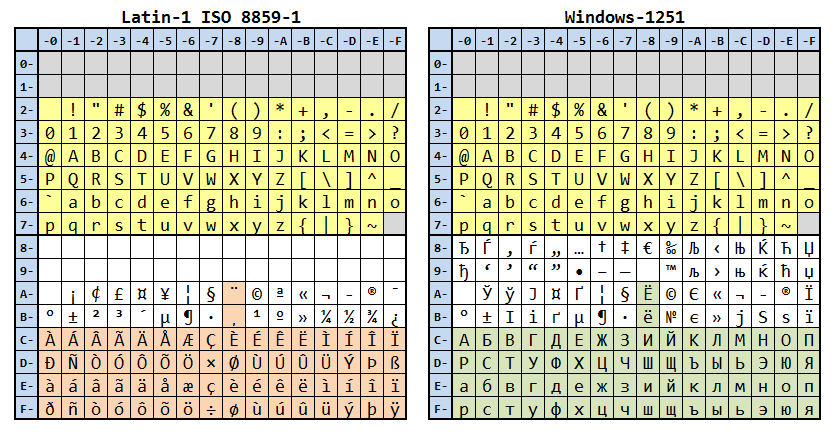 Latin-1 ISO 8859-1
-0 -1 -2 -3 -4 -5 -6 -7 -8 -9 -A -B -C -D -E -F
0-
1-
2- ! " # $ % & ' ( ) * + , - . /
3- 0 1 2 3 4 5 6 7 8 9 : ; < = > ?
4- @ A B C D E F G H I J K L M N O
5- P Q R S T U V W X Y Z [ \ ] ^ _
6- ` a b c d e f g h i j k l m n o
7- p q r s t u v w x y z { | } ~
8-
9-
A- ¡ ¢ £ ¤ ¥ ¦ § ¨ © ª « ¬ - ® ¯
B- ° ± ² ³ ´ µ ¶ · ¸ ¹ º » ¼ ½ ¾ ¿
C- À Á Â Ã Ä Å Æ Ç È É Ê Ë Ì Í Î Ï
D- Ð Ñ Ò Ó Ô Õ Ö × Ø Ù Ú Û Ü Ý Þ ß
E- à á â ã ä å æ ç è é ê ë ì í î ï
F- ð ñ ò ó ô õ ö ÷ ø ù ú û ü ý þ ÿ
Windows-1251
-0 -1 -2 -3 -4 -5 -6 -7 -8 -9 -A -B -C -D -E -F
0-
1-
2- ! " # $ % & ' ( ) * + , - . /
3- 0 1 2 3 4 5 6 7 8 9 : ; < = > ?
4- @ A B C D E F G H I J K L M N O
5- P Q R S T U V W X Y Z [ \ ] ^ _
6- ` a b c d e f g h i j k l m n o
7- p q r s t u v w x y z { | } ~
8- Ђ Ѓ ‚ ѓ „ … † ‡ € ‰ Љ ‹ Њ Ќ Ћ Џ
9- ђ ‘ ’ “ ” • – — ™ љ › њ ќ ћ џ
A- Ў ў Ј ¤ Ґ ¦ § Ё © Є « ¬ - ® Ї
B- ° ± І і ґ µ ¶ · ё № є » ј Ѕ ѕ ї
C- А Б В Г Д Е Ж З И Й К Л М Н О П
D- Р С Т У Ф Х Ц Ч Ш Щ Ъ Ы Ь Э Ю Я
E- а б в г д е ж з и й к л м н о п
F- р с т у ф х ц ч ш щ ъ ы ь э ю я